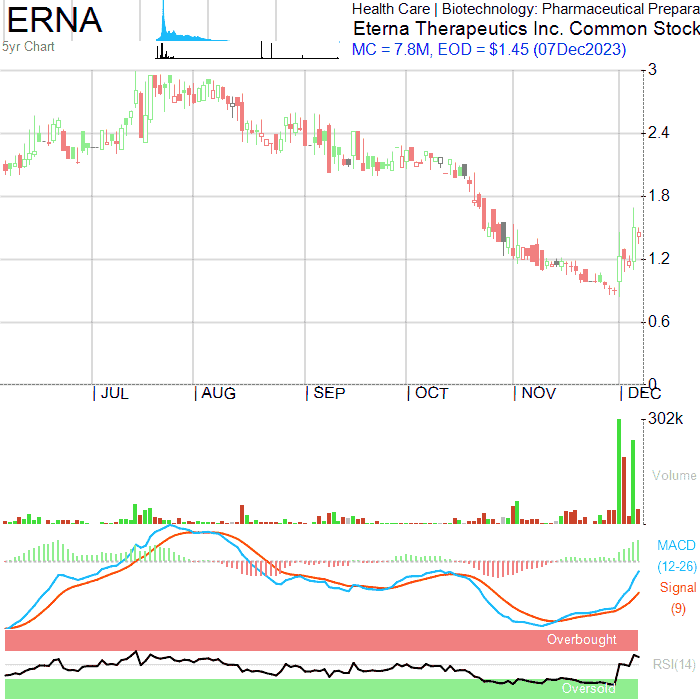 ERNA
5yr Chart
Health Care | Biotechnology: Pharmaceutical Prepara
Eterna Therapeutics Inc. Common Stock
MC = 7.8M, EOD = $1.45 (07Dec2023)
3
2.4
1.8
1.2
0.6
0
JUL AUG SEP OCT NOV DEC
302k
Volume
MACD
(12-26)
Signal
(9)
Overbought
RSI(14)
Oversold